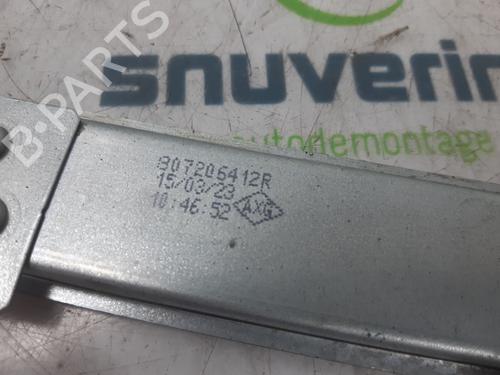 snuverin
autodemontage
B-PARTS
807206412R
15/03/23
10:46:52 AXG